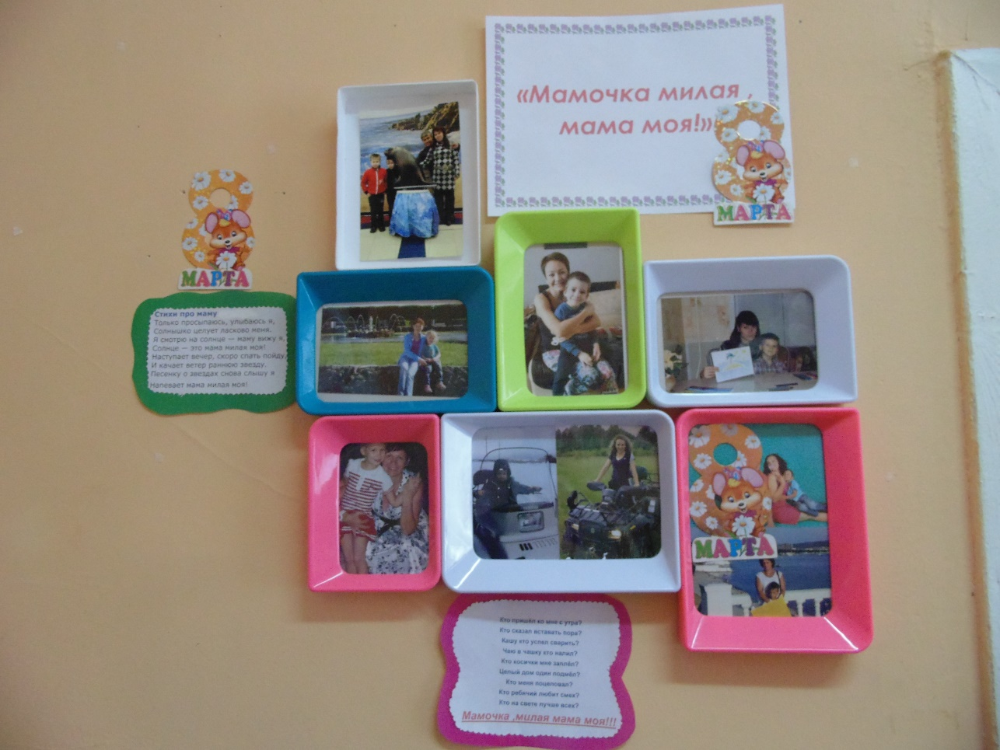 «Мамочка милая ,
мама моя!»
МАРТА
МАРТА
Стихи про маму
Только просыпаюсь, улыбаюсь я,
Солнышко целует ласково меня.
Я смотрю на солнце — маму вижу я,
Солнце — это мама милая моя!
Наступает вечер, скоро спать пойду,
И качает ветер раннюю звезду.
Песенку о звездах снова слышу я
Напевает мама милая моя!
МАРТА
Кто пришёл ко мне с утра?
Кто сказал вставать пора?
Кашу кто успел сварить?
Чаю в чашку кто налил?
Кто косички мне заплёл?
Целый дом один подмёл?
Кто меня поцеловал?
Кто ребячий любит смех?
Кто на свете лучше всех?
Мамочка ,милая мама моя!!!